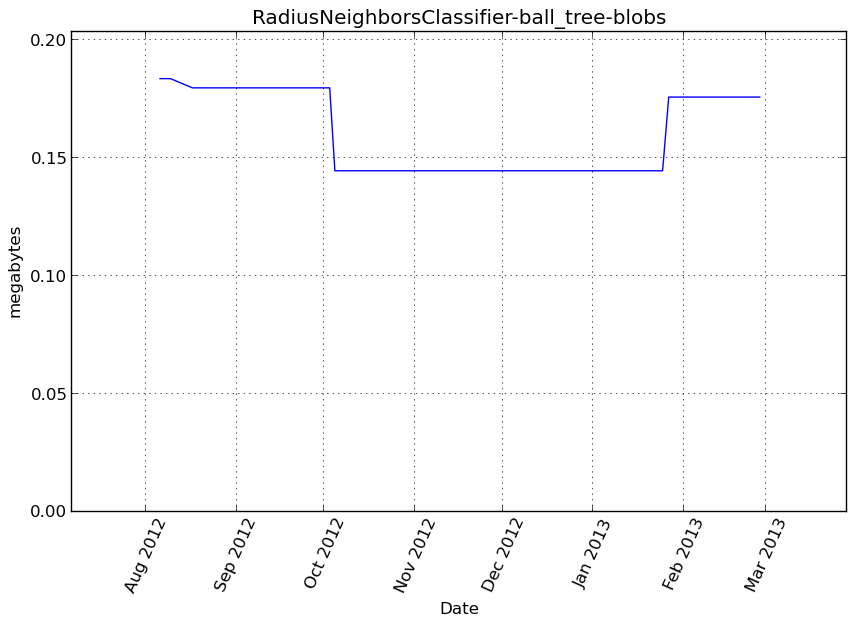 RadiusNeighborsClassifier-ball_tree-blobs
0.20
0.15
0.10
0.05
0.00
megabytes
Aug 2012
Sep 2012
Oct 2012
Nov 2012
Dec 2012
Jan 2013
Feb 2013
Mar 2013
Date